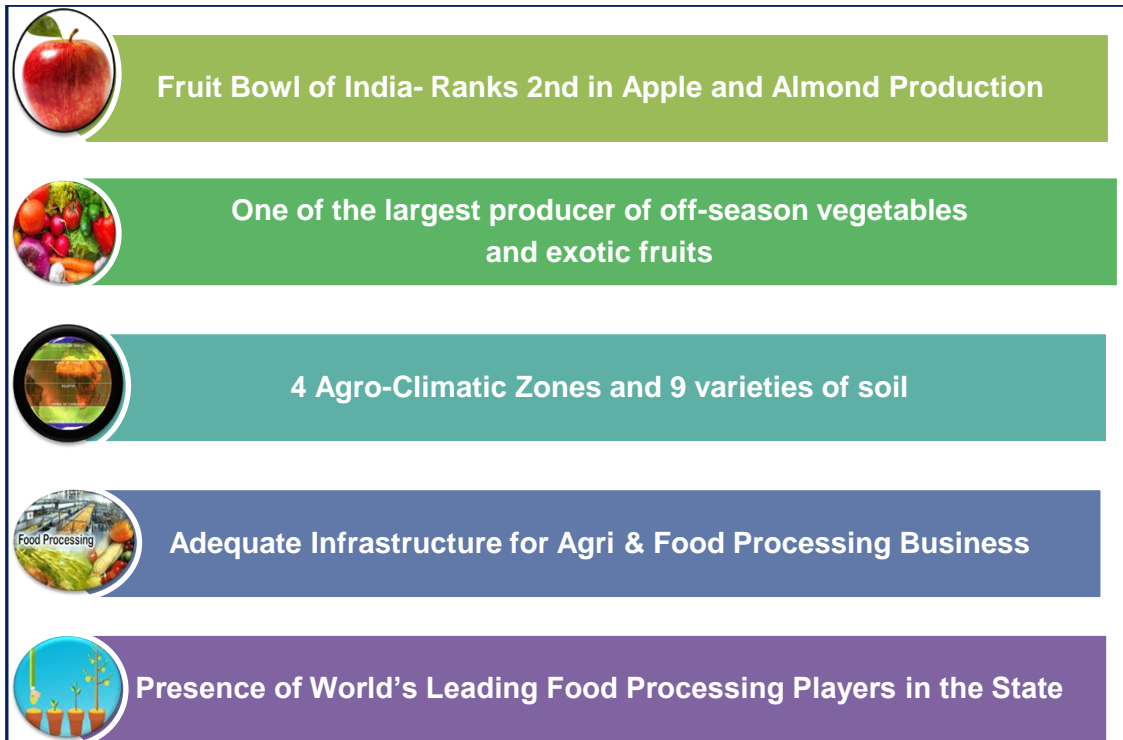 Fruit Bowl of India- Ranks 2nd in Apple and Almond Production
One of the largest producer of off-season vegetables
and exotic fruits
4 Agro-Climatic Zones and 9 varieties of soil
Food Processing
Adequate Infrastructure for Agri & Food Processing Business
Presence of World's Leading Food Processing Players in the State